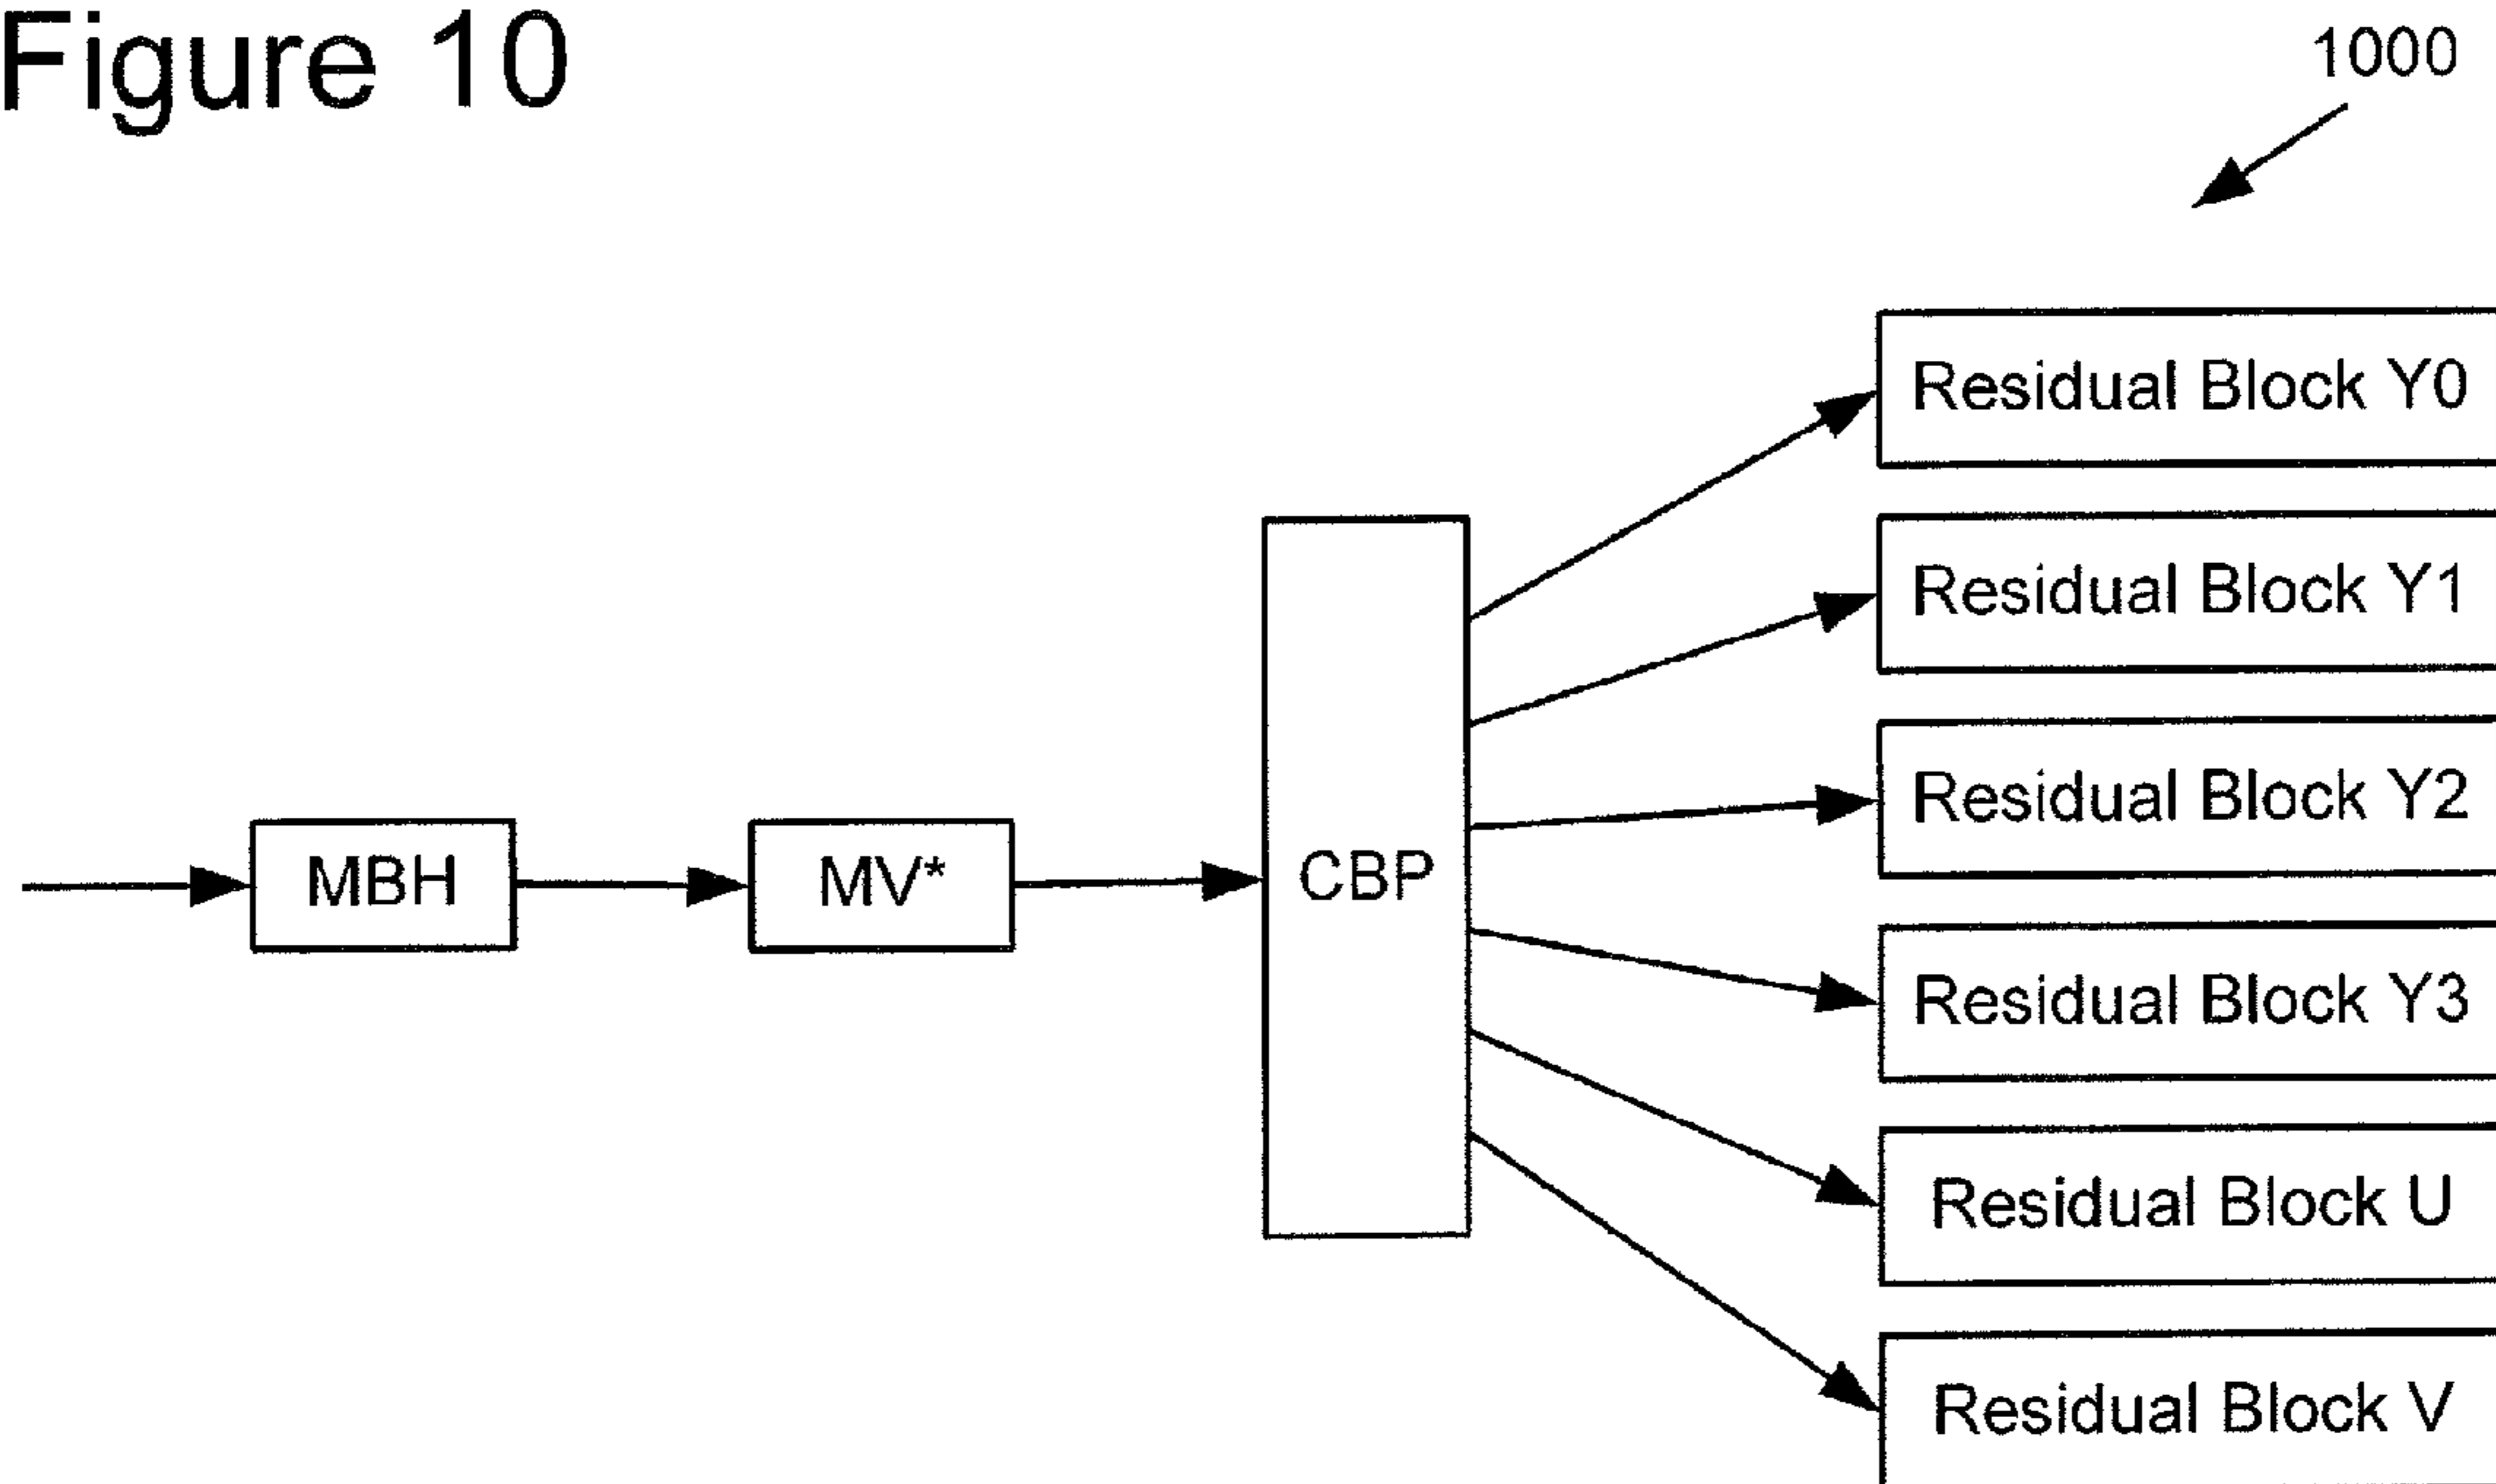 Figure 10
1000
Residual Block Y0
Residual Block Y1
Residual Block Y2
MBH
MV*
CBP
Residual Block Y3
Residual Block U
Residual Block V